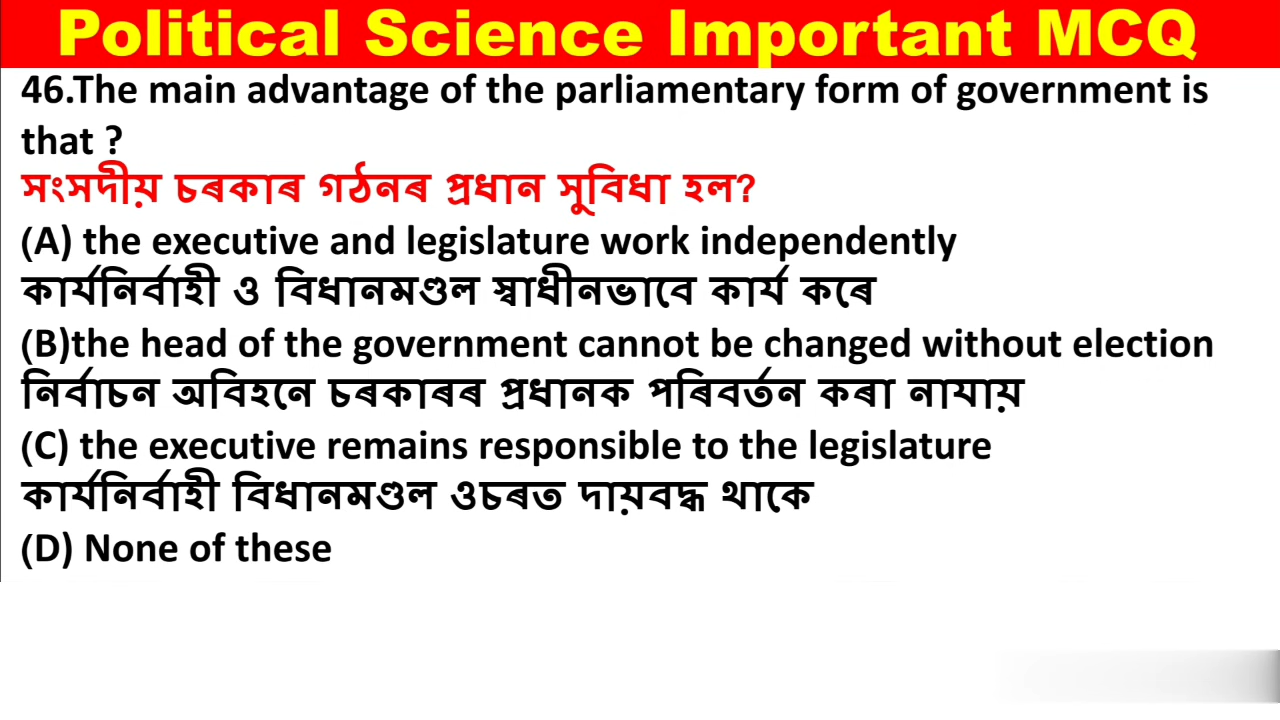 Political Science Important MCQ
46.The main advantage of the parliamentary form of government is
that ?
সংসদীয় চৰকাৰ গঠনৰ প্ৰধান সুবিধা হল?
(A) the executive and legislature work independently
কাৰ্যনিৰ্বাহী ও বিধানমণ্ডল স্বাধীনভাবে কাৰ্য কৰে
(B)the head of the government cannot be changed without election
নিৰ্বাচন অবিহনে চৰকাৰৰ প্ৰধানক পৰিবৰ্তন কৰা নাযায়
(C) the executive remains responsible to the legislature
কাৰ্যনিৰ্বাহী বিধানমণ্ডল ওচৰত দায়বদ্ধ থাকে
(D) None of these